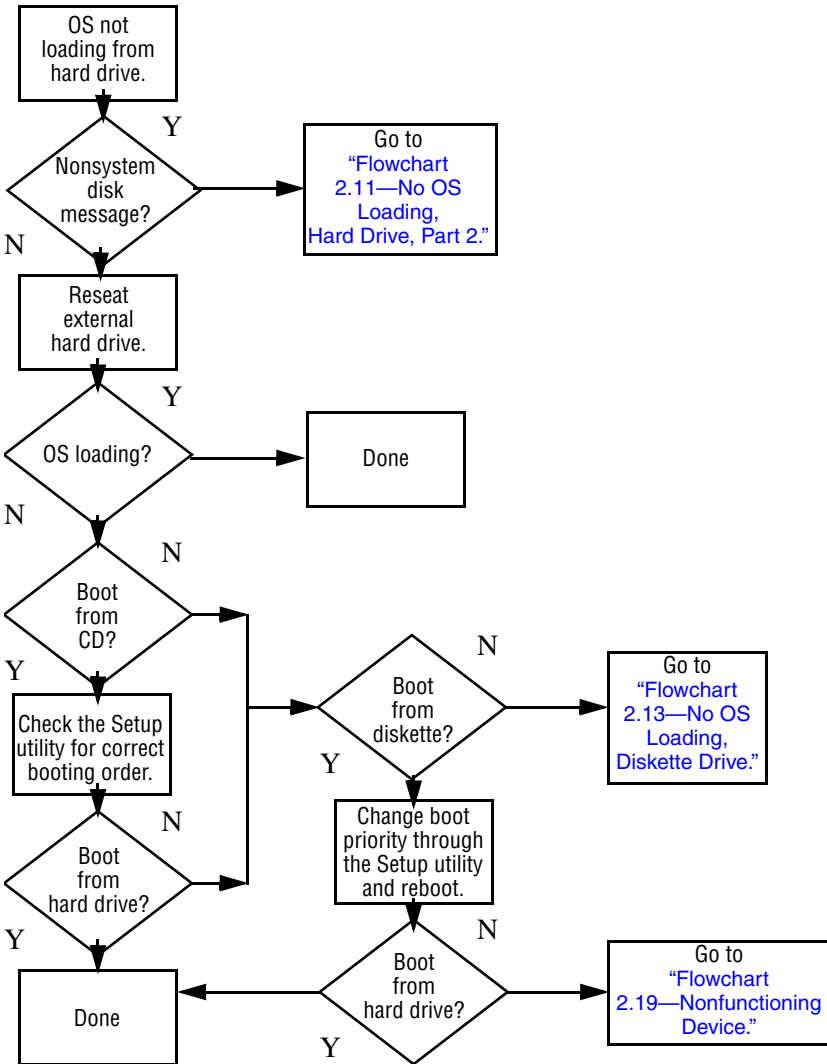 OS not
loading from
hard drive.
Y
Nonsystem
disk
message?
Go to
“Flowchart
2.11—No OS
Loading,
Hard Drive, Part 2.”
N
Reseat
external
hard drive.
Y
OS loading?
Done
N
N
Boot
from
CD?
Y
Check the Setup
utility for correct
booting order.
N
Boot
from
hard drive?
Y
Done
N
Boot
from
diskette?
Go to
“Flowchart
2.13—No OS
Loading,
Diskette Drive.”
Y
Change boot
priority through
the Setup utility
and reboot.
N
Boot
from
hard drive?
Y
Go to
“Flowchart
2.19—Nonfunctioning
Device.”